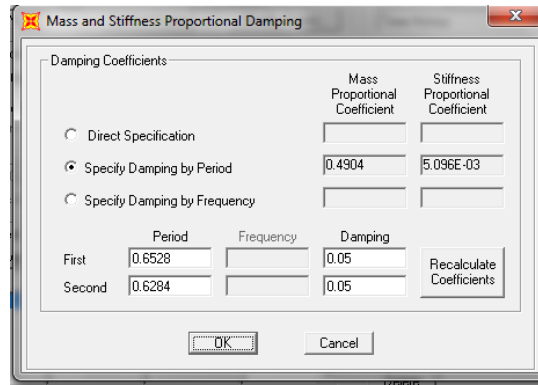 Mass and Stiffness Proportional Damping
Damping Coefficients
Mass Proportional Coefficient
Stiffness Proportional Coefficient
Direct Specification
Specify Damping by Period 0.4904 5.096E-03
Specify Damping by Frequency
Period Frequency Damping
First 0.6528 0.05
Second 0.6284 0.05
Recalculate Coefficients
OK Cancel